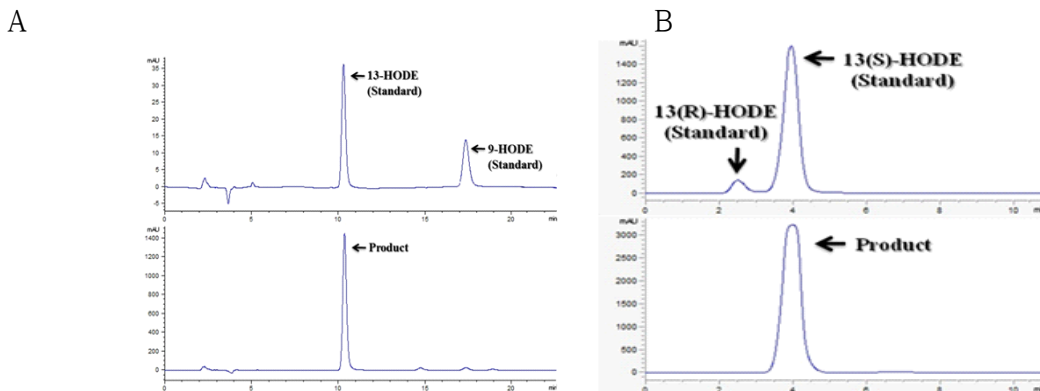 A
B
mAU
35
30
25
20
15
10
5
0
-5
0
5
10
15
20
min
13-HODE
(Standard)
9-HODE
(Standard)
mAU
1400
1200
1000
800
600
400
200
0
0
5
10
15
20
min
Product
mAU
1400
1200
1000
800
600
400
200
0
0
2
4
6
8
10
min
13(S)-HODE
(Standard)
13(R)-HODE
(Standard)
mAU
3000
2500
2000
1500
1000
500
0
0
2
4
6
8
10
min
Product